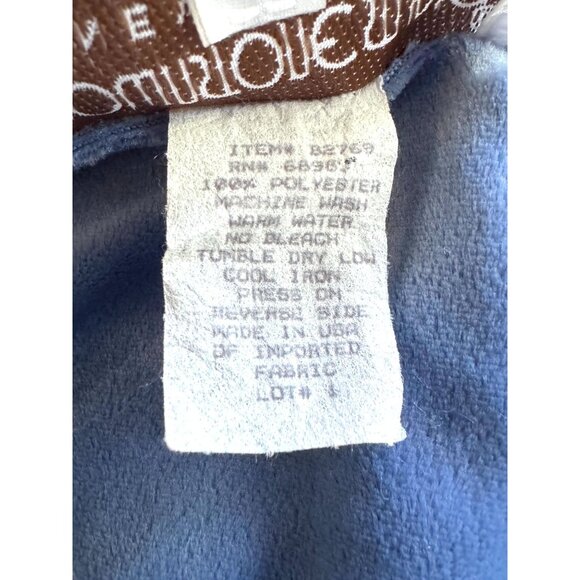 ITEM# 82769
RN# 68963
100% POLYESTER
MACHINE WASH
WARM WATER
NO BLEACH
TUMBLE DRY LOW
COOL IRON
PRESS ON
REVERSE SIDE
MADE IN USA
OF IMPORTED
FABRIC
LOT# 1